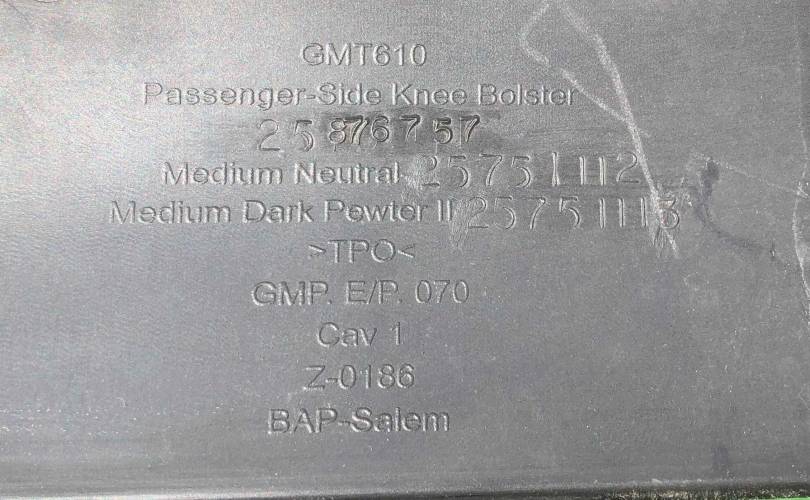 GMT610
Passenger-Side Knee Bolster
25876757
Medium Neutral 25751112
Medium Dark Pewter II 25751113
>TPO<
GMP. E/P. 070
Cav 1
Z-0186
BAP-Salem